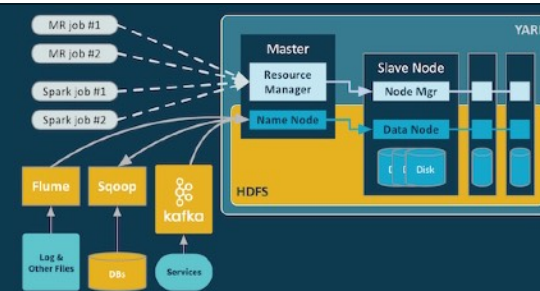 MR job #1
MR job #2
Spark job #1
Spark job #2
YAR
Master
Resource
Manager
Name Node
Slave Node
Node Mgr
Data Node
Disk
HDFS
Flume
Sqoop
kafka
Log &
Other Files
DBs
Services